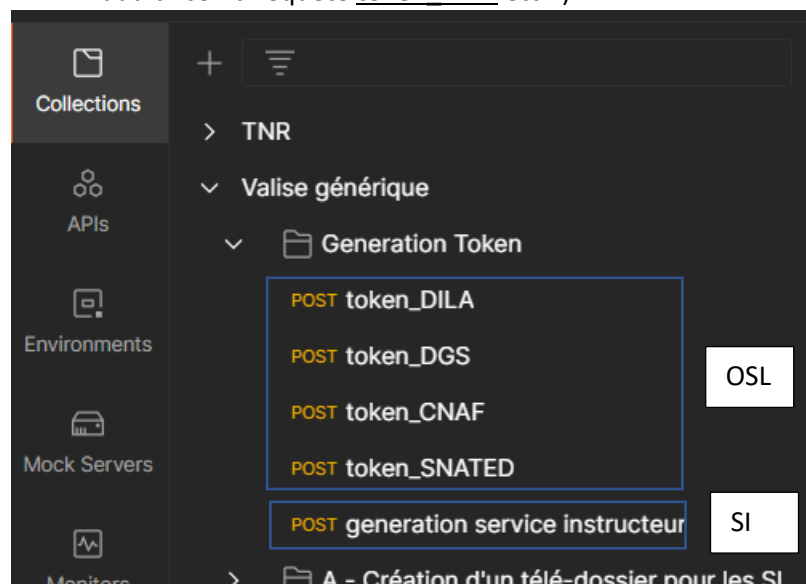 Collections
APIs
Environments
Mock Servers
TNR
Valise générique
Generation Token
POST token_DILA
POST token_DGS
POST token_CNAF
POST token_SNATED
OSL
POST generation service instructeur
SI
A - Création d'un télé-dossier pour les SI
Monitors